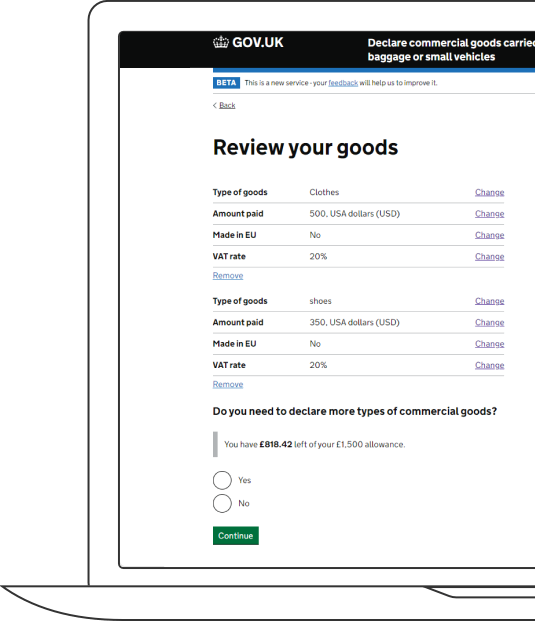 GOV.UK
Declare commercial goods carried
baggage or small vehicles
BETA This is a new service - your feedback will help us to improve it.
< Back
Review your goods
Type of goods Clothes Change
Amount paid 500, USA dollars (USD) Change
Made in EU No Change
VAT rate 20% Change
Remove
Type of goods shoes Change
Amount paid 350, USA dollars (USD) Change
Made in EU No Change
VAT rate 20% Change
Remove
Do you need to declare more types of commercial goods?
You have £818.42 left of your £1,500 allowance.
Yes
No
Continue